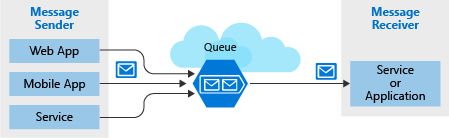 Message
Sender
Web App
Mobile App
Service
Queue
Message
Receiver
Service
or
Application